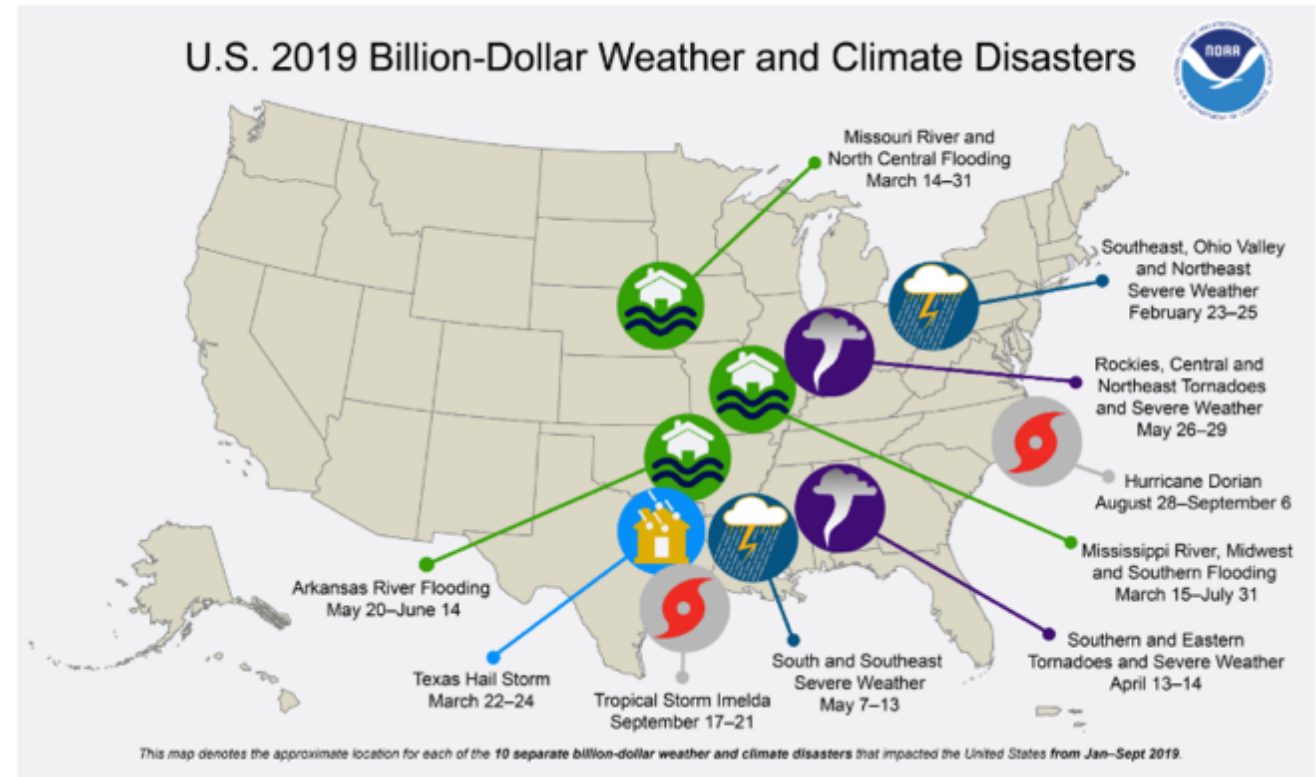 U.S. 2019 Billion-Dollar Weather and Climate Disasters
NOAA
Missouri River and
North Central Flooding
March 14–31
Southeast, Ohio Valley
and Northeast
Severe Weather
February 23–25
Rockies, Central and
Northeast Tornadoes
and Severe Weather
May 26–29
Hurricane Dorian
August 28–September 6
Mississippi River, Midwest
and Southern Flooding
March 15–July 31
Southern and Eastern
Tornadoes and Severe Weather
April 13–14
South and Southeast
Severe Weather
May 7–13
Tropical Storm Imelda
September 17–21
Texas Hail Storm
March 22–24
Arkansas River Flooding
May 20–June 14
This map denotes the approximate location for each of the 10 separate billion-dollar weather and climate disasters that impacted the United States from Jan–Sept 2019.